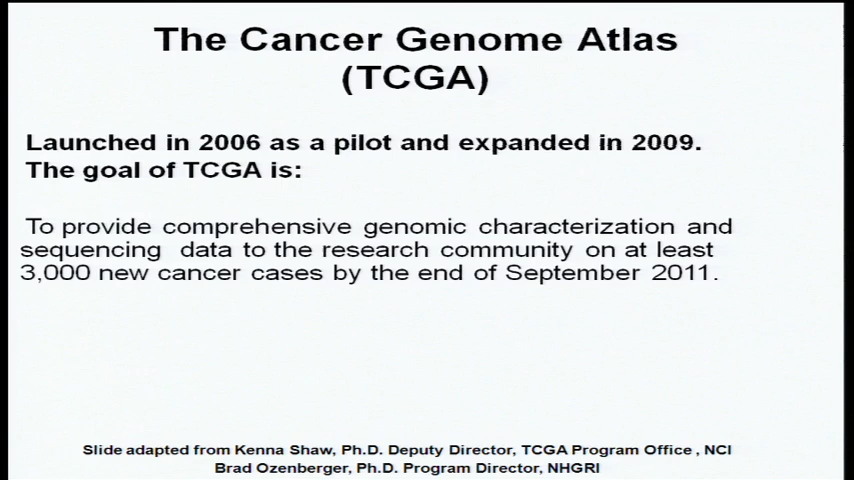 The Cancer Genome Atlas
(TCGA)
Launched in 2006 as a pilot and expanded in 2009.
The goal of TCGA is:
To provide comprehensive genomic characterization and
sequencing data to the research community on at least
3,000 new cancer cases by the end of September 2011.
Slide adapted from Kenna Shaw, Ph.D. Deputy Director, TCGA Program Office , NCI
Brad Ozenberger, Ph.D. Program Director, NHGRI